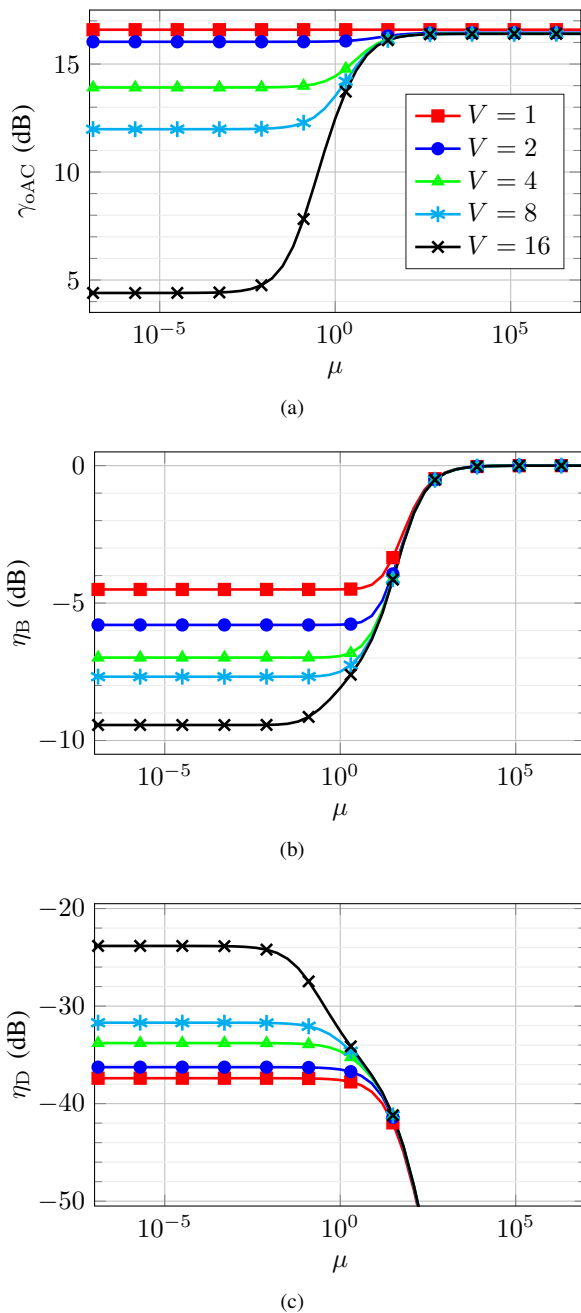 15
10
5
γoAC (dB)
V = 1
V = 2
V = 4
V = 8
V = 16
10⁻⁵ 10⁰ 10⁵
μ
(a)
0
−5
−10
ηB (dB)
10⁻⁵ 10⁰ 10⁵
μ
(b)
−20
−30
−40
−50
ηD (dB)
10⁻⁵ 10⁰ 10⁵
μ
(c)